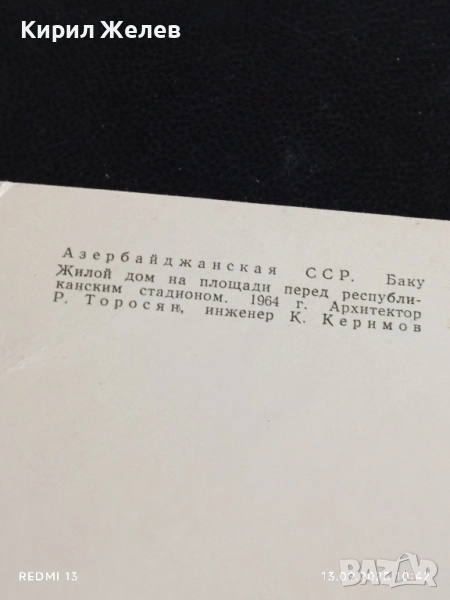 Кирил Желев
Азербайджанская ССР. Баку
Жилой дом на площади перед республи-
канским стадионом. 1964 г. Архитектор
Р. Торосян, инженер К. Керимов
REDMI 13
BAZAR